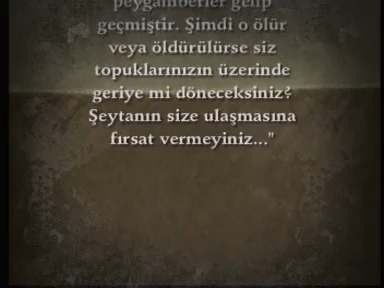 peygamberler gelip
geçmiştir. Şimdi o ölür
veya öldürülürse siz
topuklarınızın üzerinde
geriye mi döneceksiniz?
Şeytanın size ulaşmasına
fırsat vermeyiniz..."